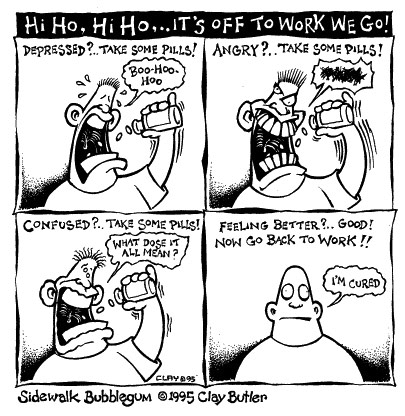 HI HO, HI HO,...IT'S OFF TO WORK WE GO!
DEPRESSED?..TAKE SOME PILLS!
BOO-HOO-
HOO
ANGRY?..TAKE SOME PILLS!
CONFUSED?..TAKE SOME PILLS!
WHAT DOSE IT
ALL MEAN?
CLAY©95
FEELING BETTER?.. GOOD!
NOW GO BACK TO WORK!!
I'M CURED
SIDEWALK BUBBLEGUM ©1995 CLAY BUTLER